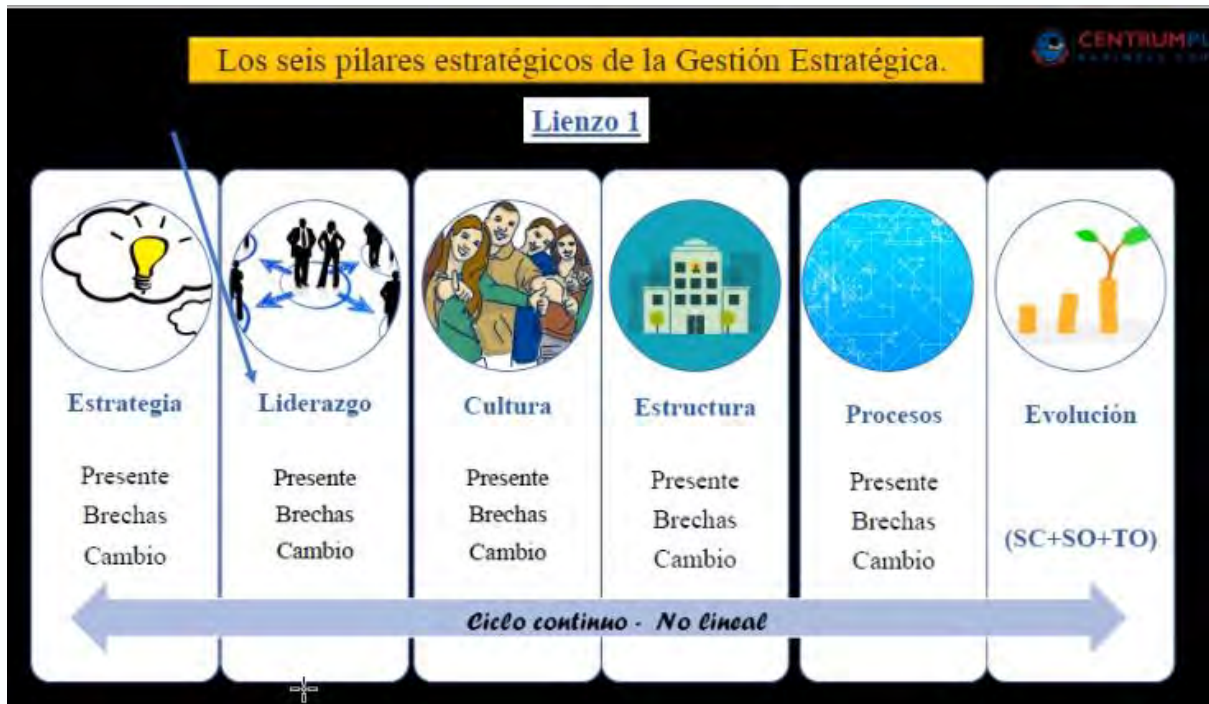 Los seis pilares estratégicos de la Gestión Estratégica.
CENTRUMPU
Lienzo 1
Estrategia
Presente
Brechas
Cambio
Liderazgo
Presente
Brechas
Cambio
Cultura
Presente
Brechas
Cambio
Estructura
Presente
Brechas
Cambio
Procesos
Presente
Brechas
Cambio
Evolución
(SC+SO+TO)
Ciclo continuo - No lineal